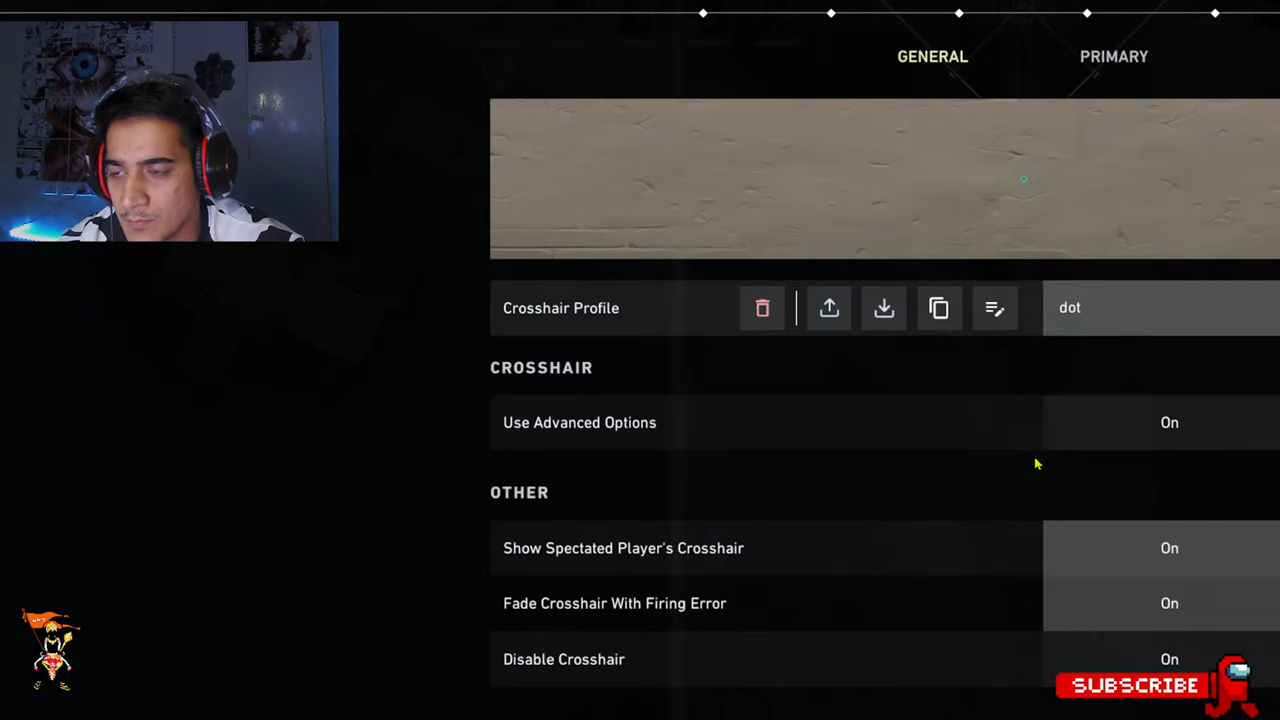 GENERAL
PRIMARY
Crosshair Profile
dot
CROSSHAIR
Use Advanced Options
On
OTHER
Show Spectated Player's Crosshair
On
Fade Crosshair With Firing Error
On
Disable Crosshair
On
SUBSCRIBE